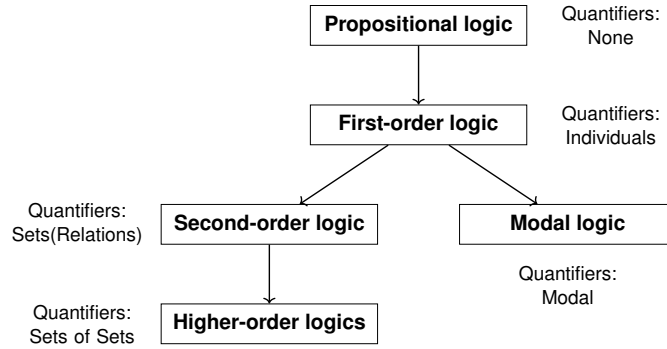 Propositional logic
Quantifiers:
None
First-order logic
Quantifiers:
Individuals
Quantifiers:
Sets(Relations)
Second-order logic
Modal logic
Quantifiers:
Modal
Quantifiers:
Sets of Sets
Higher-order logics